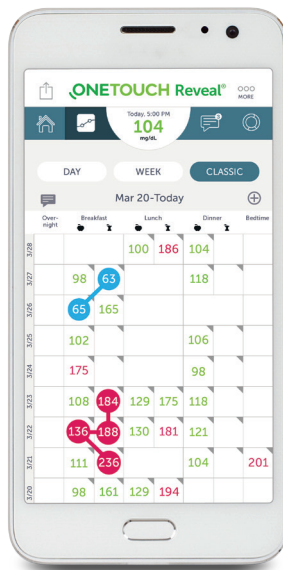 ONETOUCH Reveal®
MORE
Today, 5:00 PM
104
mg/dL
DAY WEEK CLASSIC
Mar 20-Today
Over-night Breakfast Lunch Dinner Bedtime
3/28 100 186 104
3/27 98 63 118
3/26 65 165
3/25 102 106
3/24 175 98
3/23 108 184 129 175 118
3/22 136 188 130 181 121
3/21 111 236 104 201
3/20 98 161 129 194